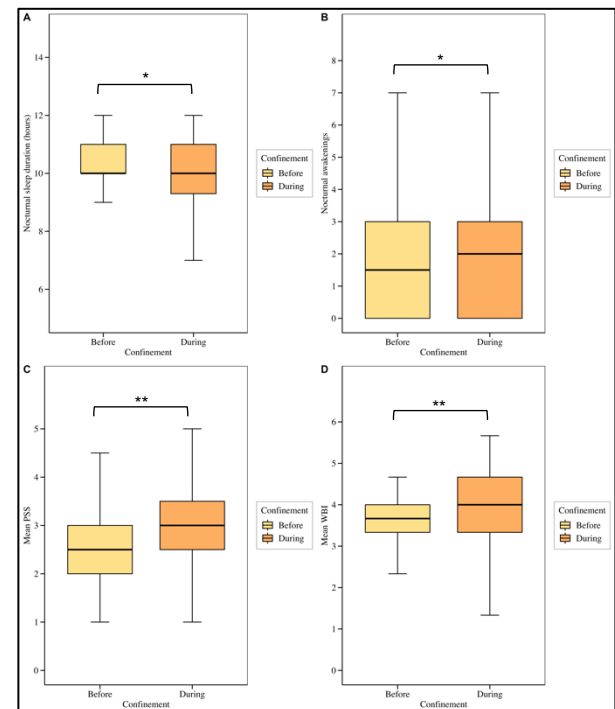 A
*
14
12
10
8
6
Nocturnal sleep duration (hours)
Before
During
Confinement
Confinement
Before
During
B
*
8
7
6
5
4
3
2
1
0
Nocturnal awakenings
Before
During
Confinement
Confinement
Before
During
C
**
5
4
3
2
1
0
Mean PSS
Before
During
Confinement
Confinement
Before
During
D
**
6
5
4
3
2
1
0
Mean WBI
Before
During
Confinement
Confinement
Before
During